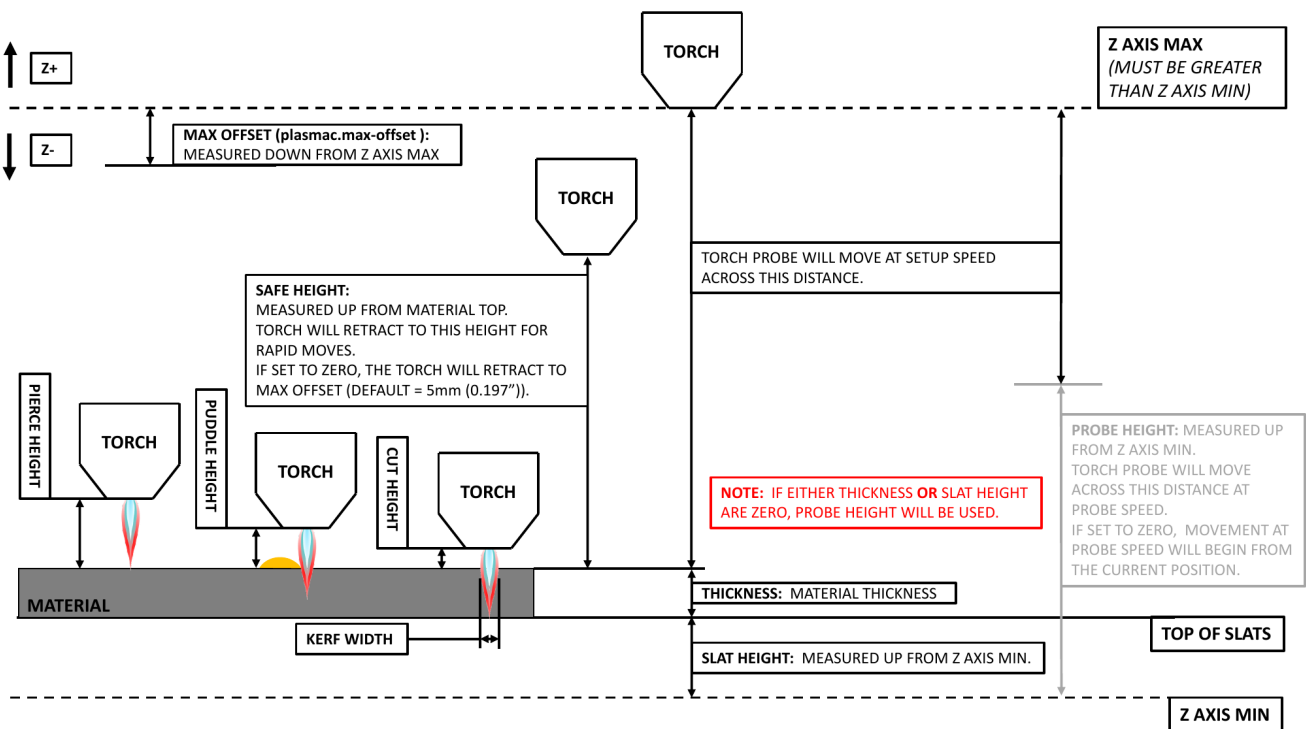 TORCH
Z AXIS MAX
(MUST BE GREATER
THAN Z AXIS MIN)
Z+
Z-
MAX OFFSET (plasmac.max-offset ):
MEASURED DOWN FROM Z AXIS MAX
TORCH
TORCH PROBE WILL MOVE AT SETUP SPEED
ACROSS THIS DISTANCE.
SAFE HEIGHT:
MEASURED UP FROM MATERIAL TOP.
TORCH WILL RETRACT TO THIS HEIGHT FOR
RAPID MOVES.
IF SET TO ZERO, THE TORCH WILL RETRACT TO
MAX OFFSET (DEFAULT = 5mm (0.197”)).
PIERCE HEIGHT
TORCH
PUDDLE HEIGHT
TORCH
CUT HEIGHT
TORCH
NOTE: IF EITHER THICKNESS OR SLAT HEIGHT
ARE ZERO, PROBE HEIGHT WILL BE USED.
PROBE HEIGHT: MEASURED UP
FROM Z AXIS MIN.
TORCH PROBE WILL MOVE
ACROSS THIS DISTANCE AT
PROBE SPEED.
IF SET TO ZERO, MOVEMENT AT
PROBE SPEED WILL BEGIN FROM
THE CURRENT POSITION.
MATERIAL
THICKNESS: MATERIAL THICKNESS
KERF WIDTH
TOP OF SLATS
SLAT HEIGHT: MEASURED UP FROM Z AXIS MIN.
Z AXIS MIN